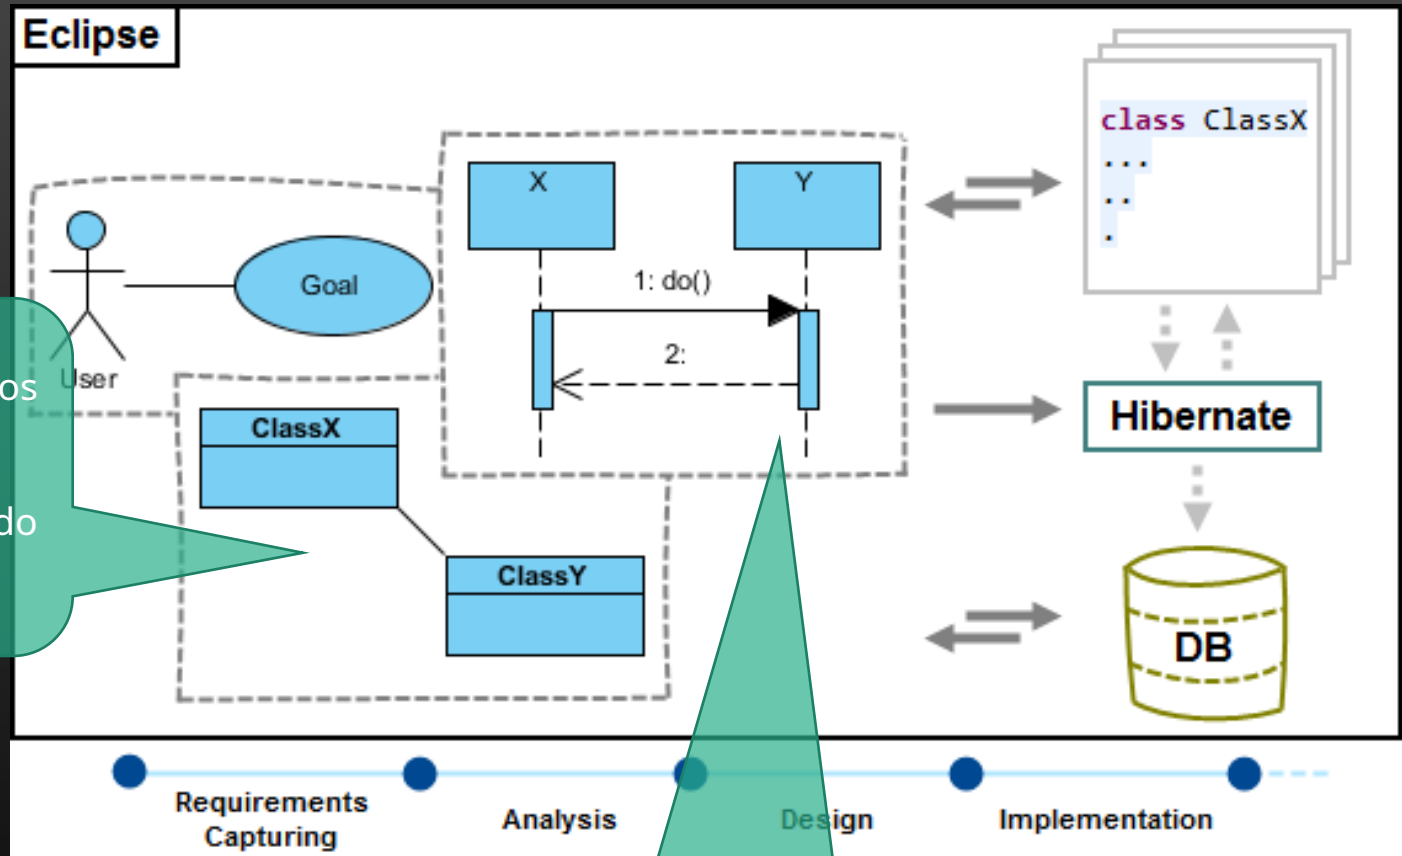 Eclipse
class ClassX
...
..
.
X
Y
1: do()
Goal
2:
User
os
do
ClassX
Hibernate
ClassY
DB
Requirements
Capturing
Analysis
Design
Implementation